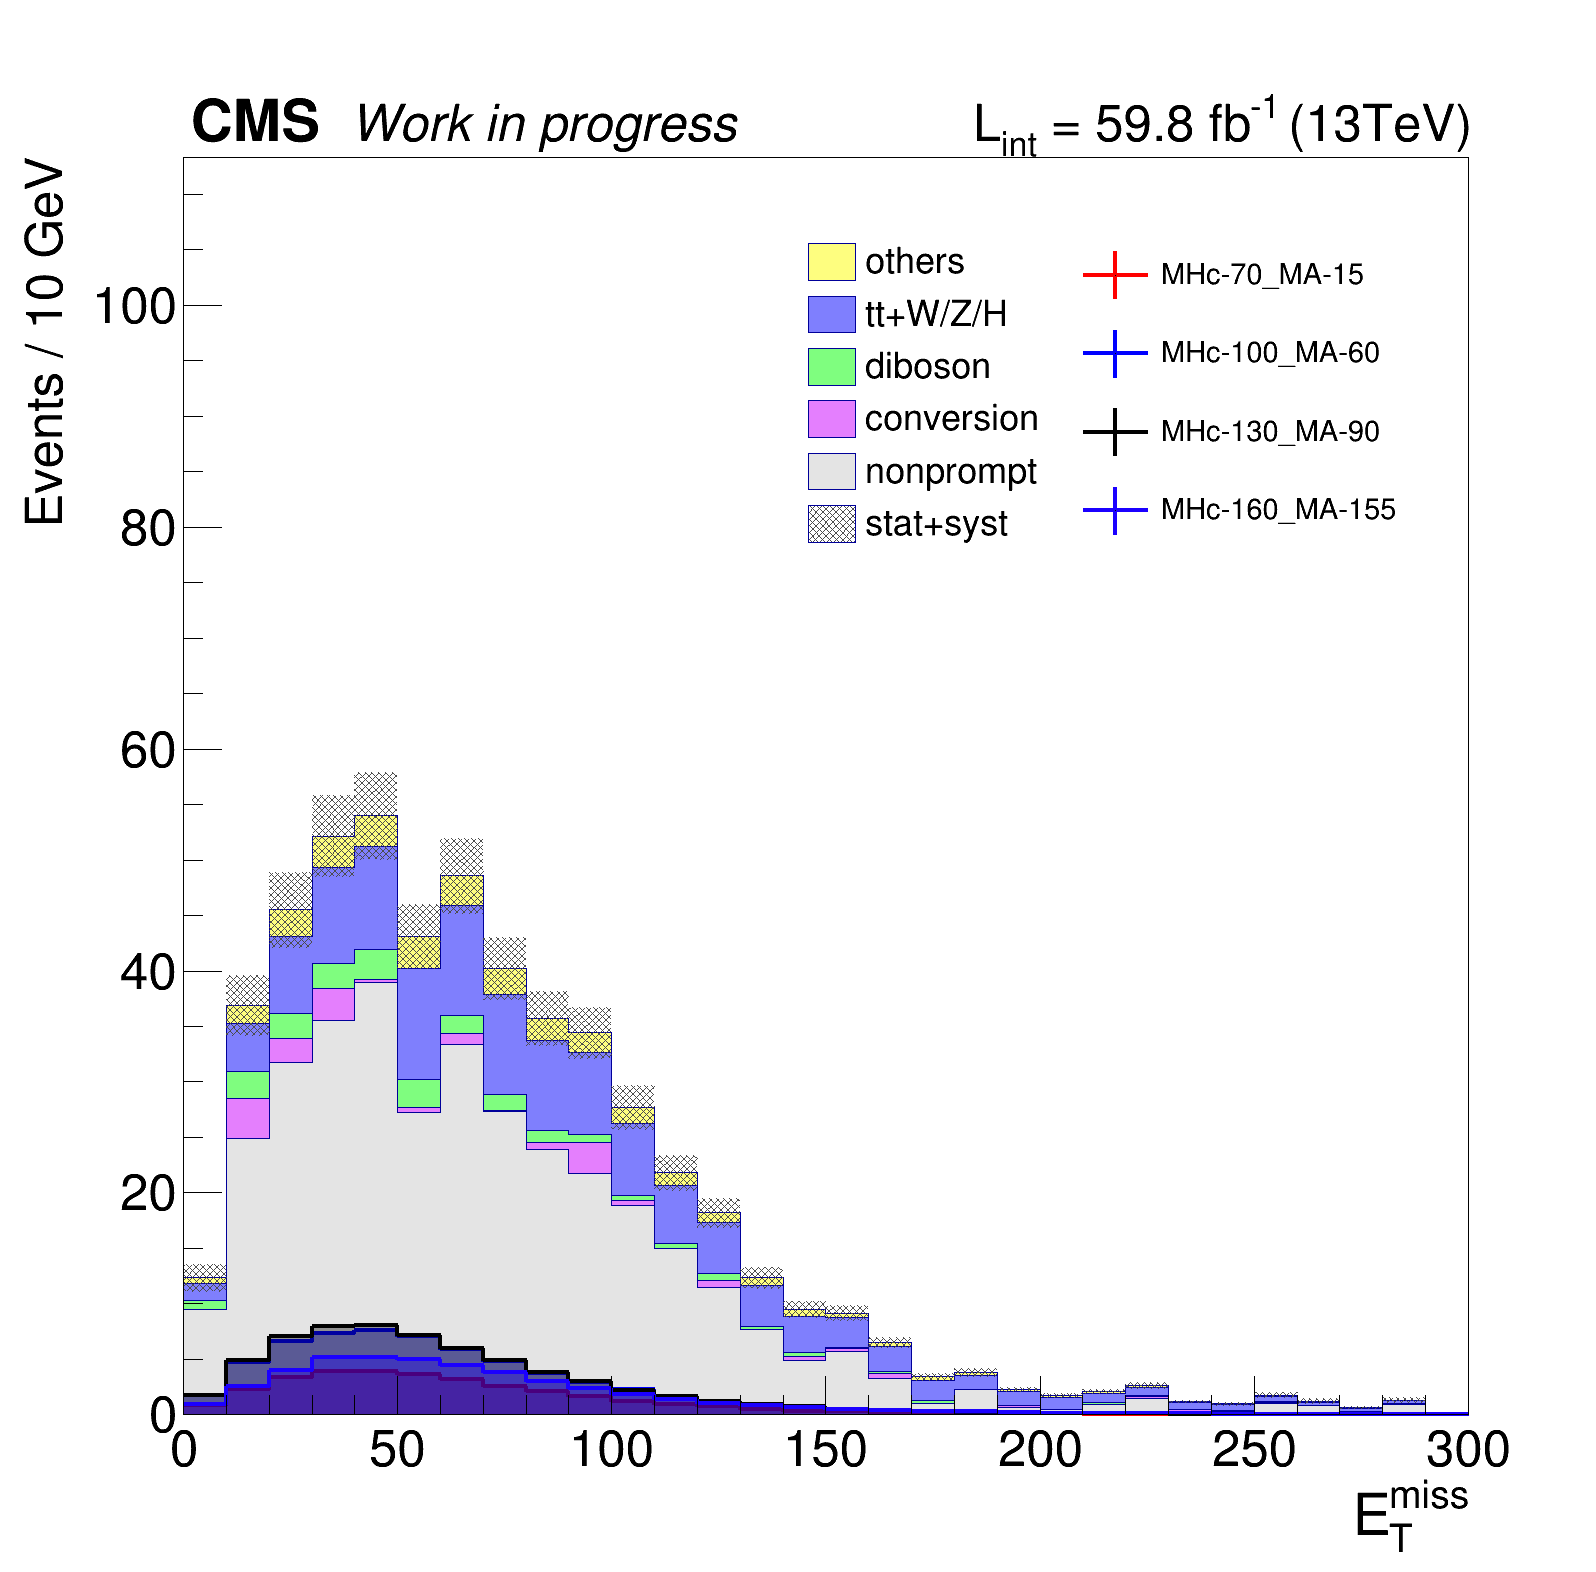 CMS Work in progress
L_int = 59.8 fb^-1 (13TeV)
Events / 10 GeV
100
80
60
40
20
0
others
tt+W/Z/H
diboson
conversion
nonprompt
stat+syst
MHc-70_MA-15
MHc-100_MA-60
MHc-130_MA-90
MHc-160_MA-155
0 50 100 150 200 250 300
E_T^miss